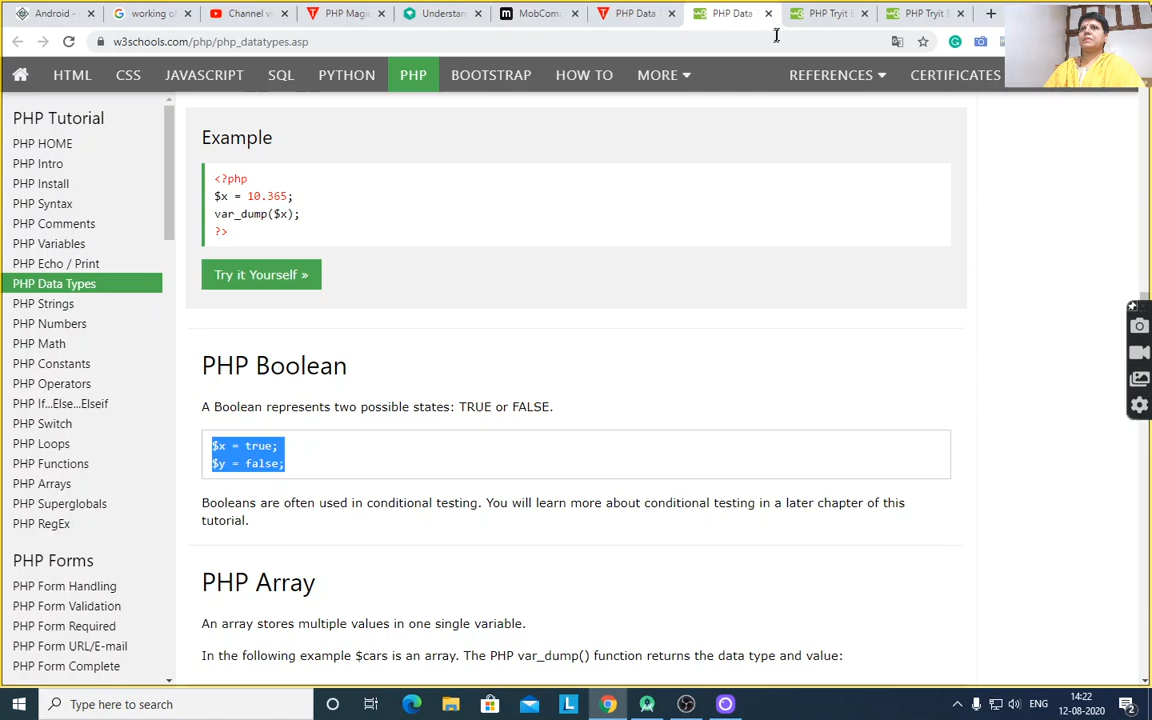 Android -
working of
Channel v
PHP Magi
Understan
MobCom
PHP Data
PHP Data
PHP Tryit E
PHP Tryit E
w3schools.com/php/php_datatypes.asp
HTML CSS JAVASCRIPT SQL PYTHON PHP BOOTSTRAP HOW TO MORE REFERENCES CERTIFICATES
PHP Tutorial
PHP HOME
PHP Intro
PHP Install
PHP Syntax
PHP Comments
PHP Variables
PHP Echo / Print
PHP Data Types
PHP Strings
PHP Numbers
PHP Math
PHP Constants
PHP Operators
PHP If...Else...Elseif
PHP Switch
PHP Loops
PHP Functions
PHP Arrays
PHP Superglobals
PHP RegEx
PHP Forms
PHP Form Handling
PHP Form Validation
PHP Form Required
PHP Form URL/E-mail
PHP Form Complete
Example
<?php
$x = 10.365;
var_dump($x);
?>
Try it Yourself »
PHP Boolean
A Boolean represents two possible states: TRUE or FALSE.
$x = true;
$y = false;
Booleans are often used in conditional testing. You will learn more about conditional testing in a later chapter of this
tutorial.
PHP Array
An array stores multiple values in one single variable.
In the following example $cars is an array. The PHP var_dump() function returns the data type and value:
Type here to search
ENG
14:22
12-08-2020
2